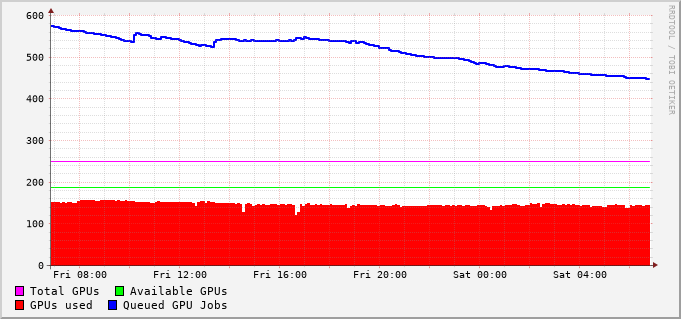 600
500
400
300
200
100
0
Fri 08:00 Fri 12:00 Fri 16:00 Fri 20:00 Sat 00:00 Sat 04:00
Total GPUs Available GPUs
GPUs used Queued GPU Jobs
RRDTOOL / TOBI OETIKER